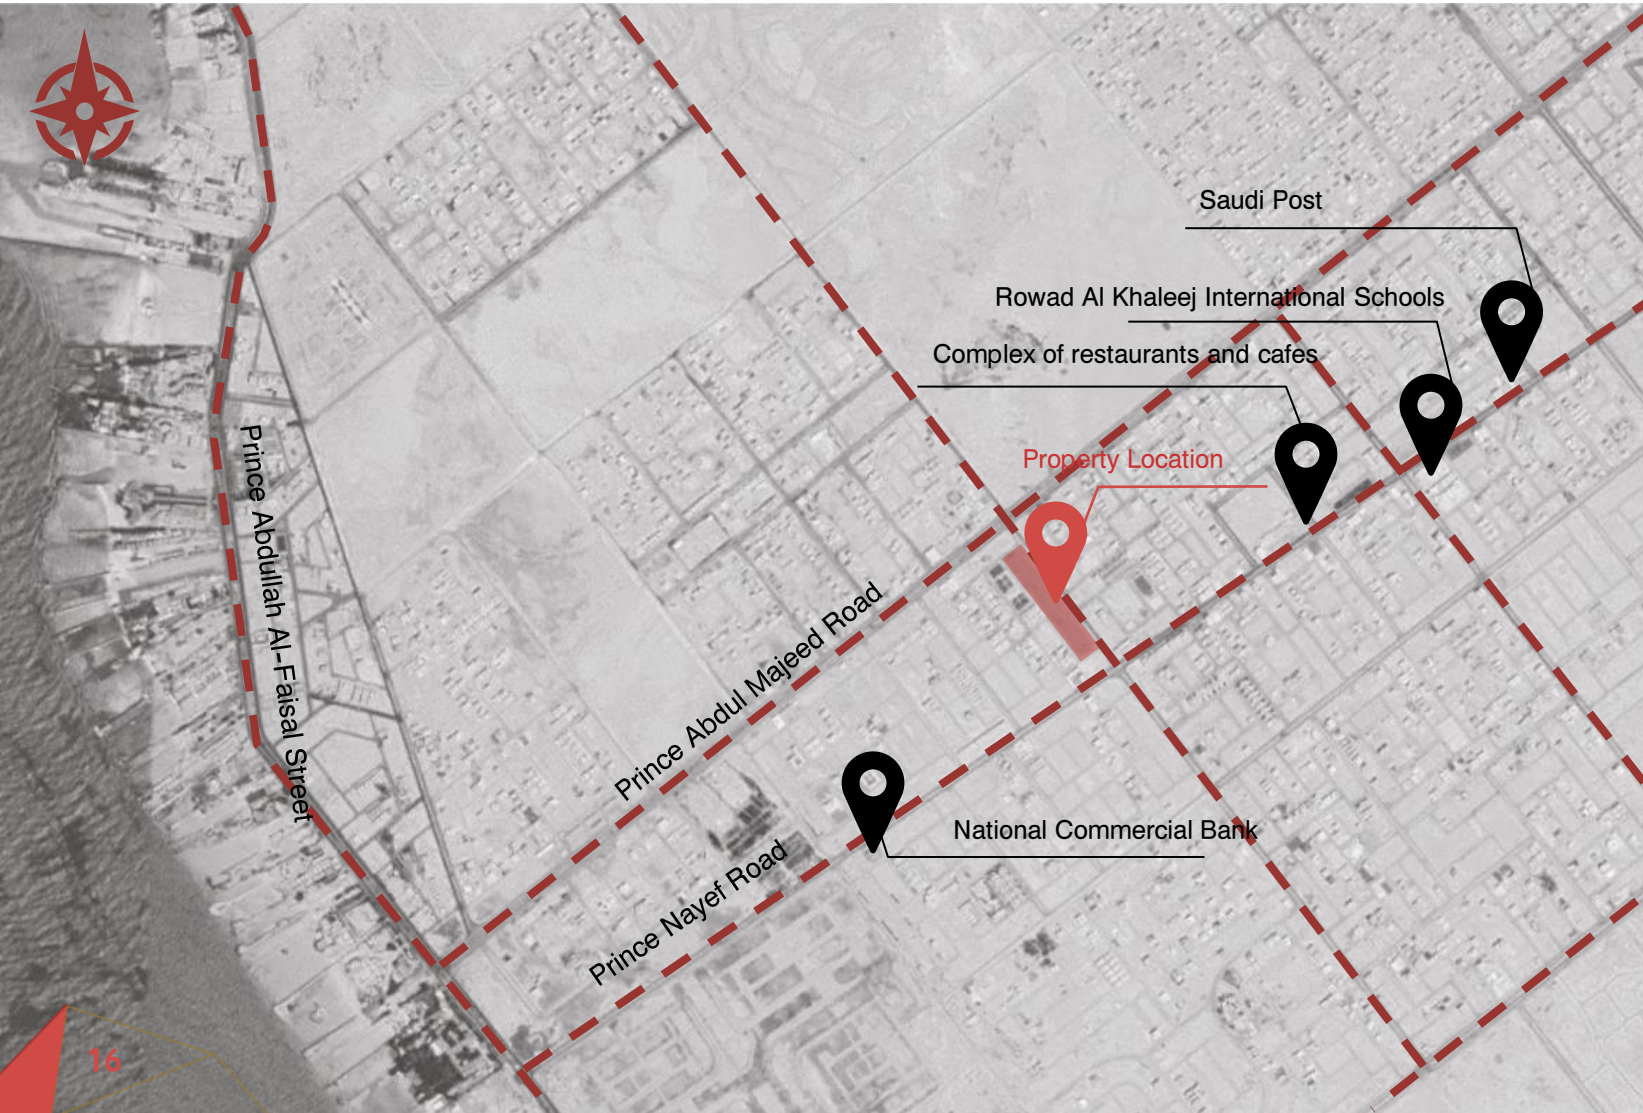 Saudi Post
Rowad Al Khaleej International Schools
Complex of restaurants and cafes
Property Location
Prince Abdullah Al-Faisal Street
Prince Abdul Majeed Road
National Commercial Bank
Prince Nayef Road
16